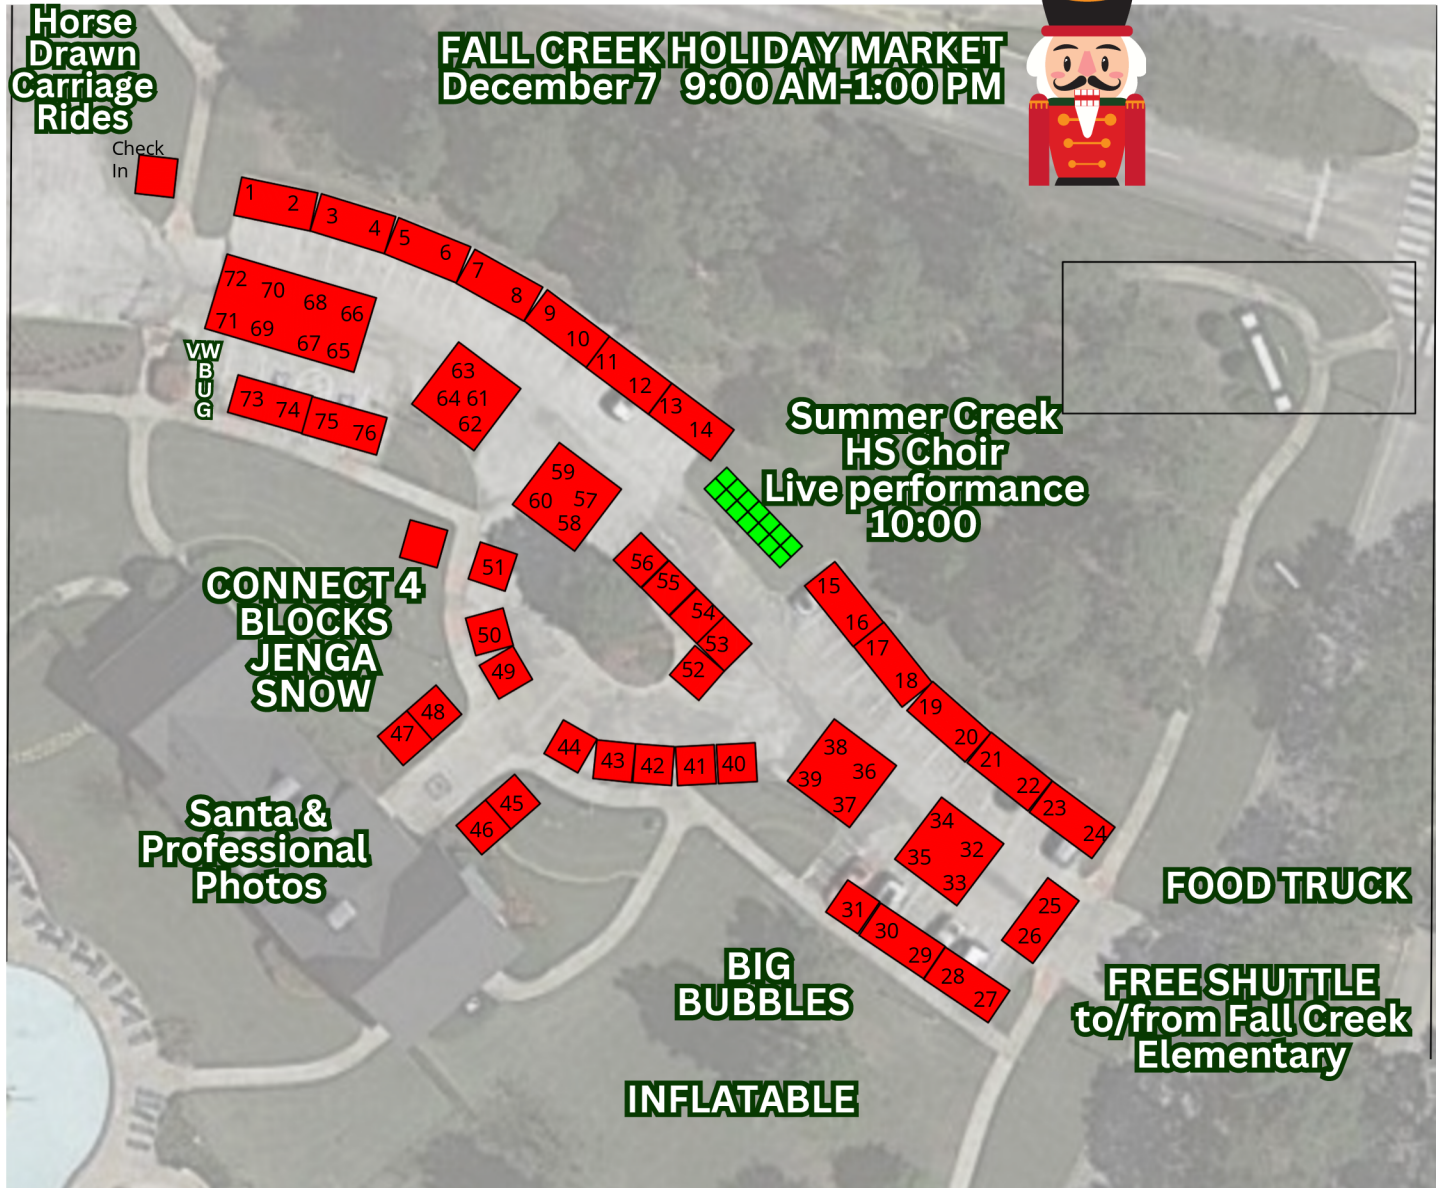 Horse
Drawn
Carriage
Rides
FALL CREEK HOLIDAY MARKET
December 7 9:00 AM-1:00 PM
Check
In
1 2 3 4 5 6 7 8 9 10 11 12 13 14
72 70 68 66
71 69 67 65
VW
B
U
G
73 74 75 76
63
64 61
62
59
60 57
58
Summer Creek
HS Choir
Live performance
10:00
56 55 54 53 52
51
50
49
48
47
CONNECT 4
BLOCKS
JENGA
SNOW
15 16 17 18 19 20 21 22 23 24
44 43 42 41 40
45
46
38
39 36
37
34
35 32
33
25
26
31 30 29 28 27
Santa &
Professional
Photos
FOOD TRUCK
BIG
BUBBLES
FREE SHUTTLE
to/from Fall Creek
Elementary
INFLATABLE